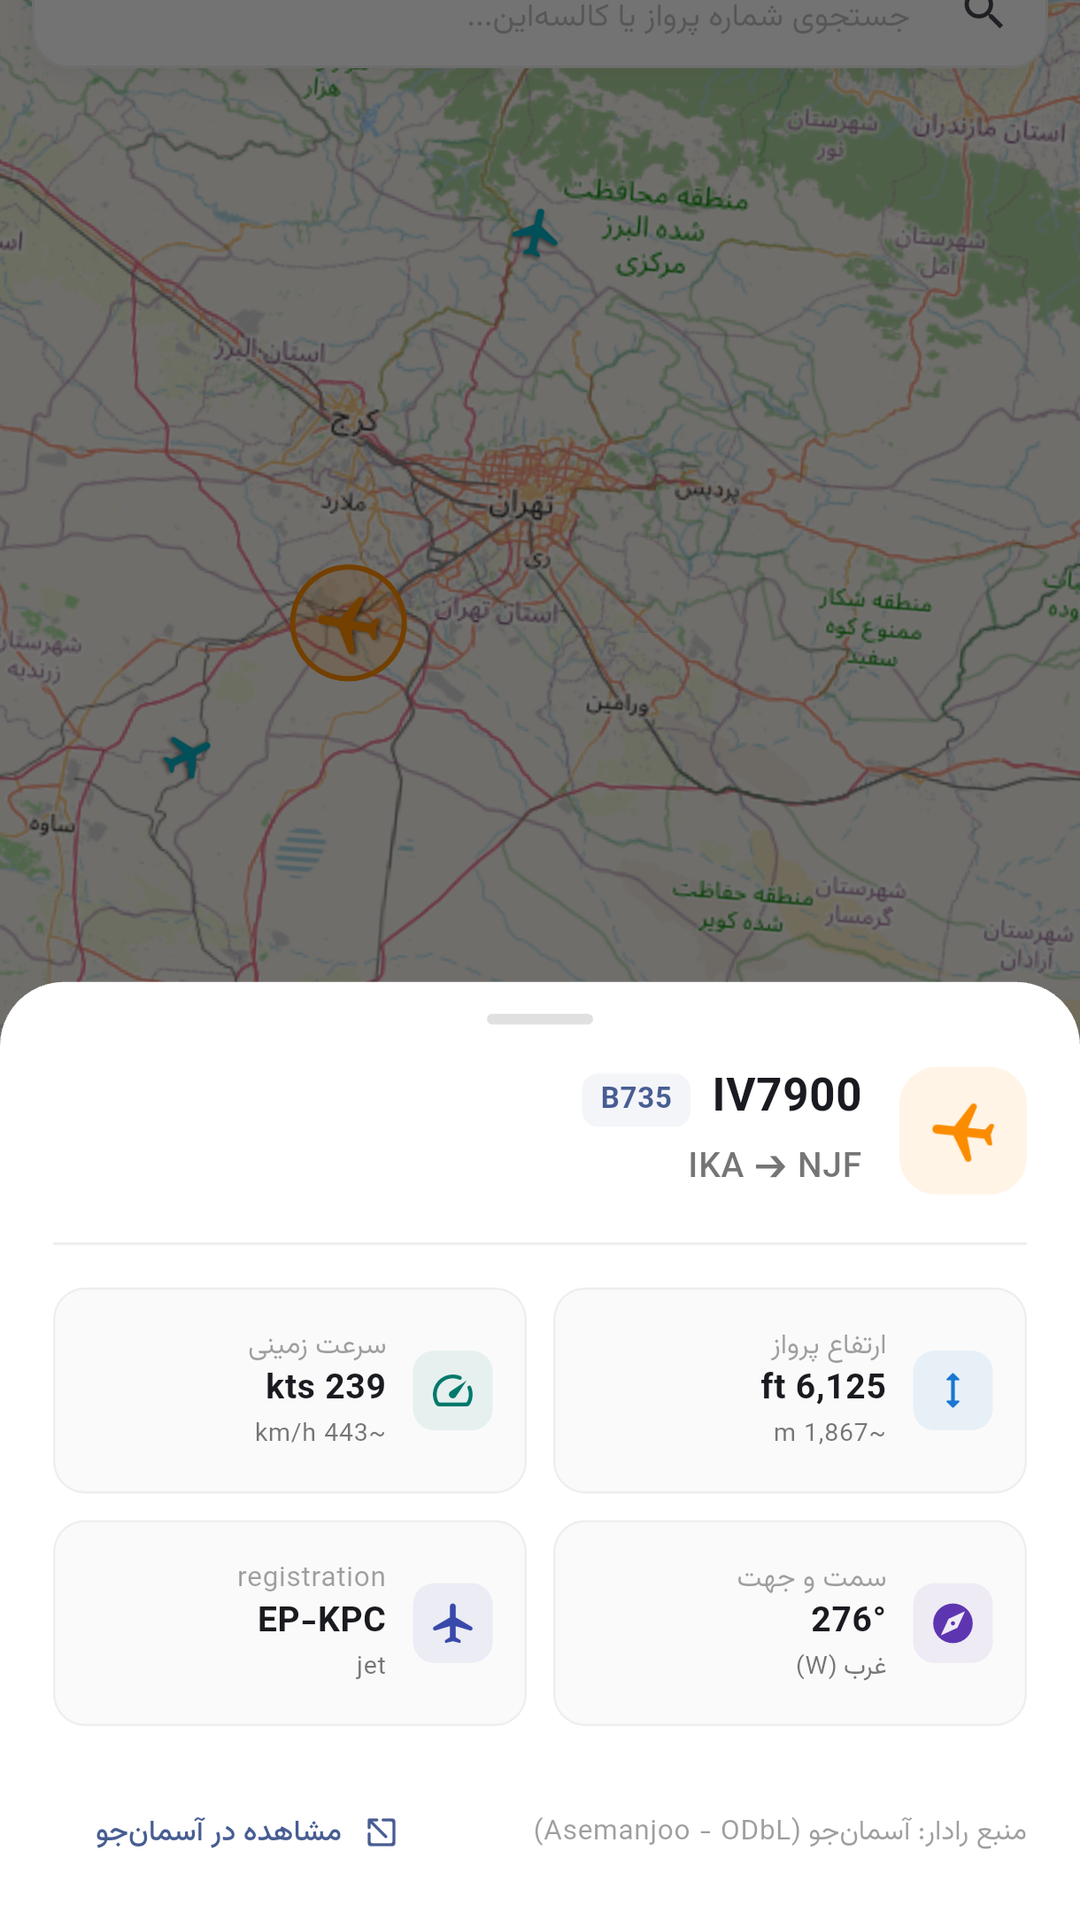 جستجوی شماره پرواز یا کالسه‌این...
هزار
استان مازندران
شهرستان
نور
منطقه محافظت
شده البرز
مرکزی
شهرستان
آمل
استان البرز
کرج
ملارد
تهران
پردیس
ری
استان تهران
منطقه شکار
ممنوع کوه
سفید
شهرستان
زرندیه
ورامین
ساوه
منطقه حفاظت
شده کویر
شهرستان
گرمسار
شهرستان
آرادان
IV7900 B735
IKA → NJF
ارتفاع پرواز
6,125 ft
~1,867 m
سرعت زمینی
239 kts
~443 km/h
سمت و جهت
276°
غرب (W)
registration
EP-KPC
jet
منبع رادار: آسمان‌جو (Asemanjoo - ODbL)
مشاهده در آسمان‌جو